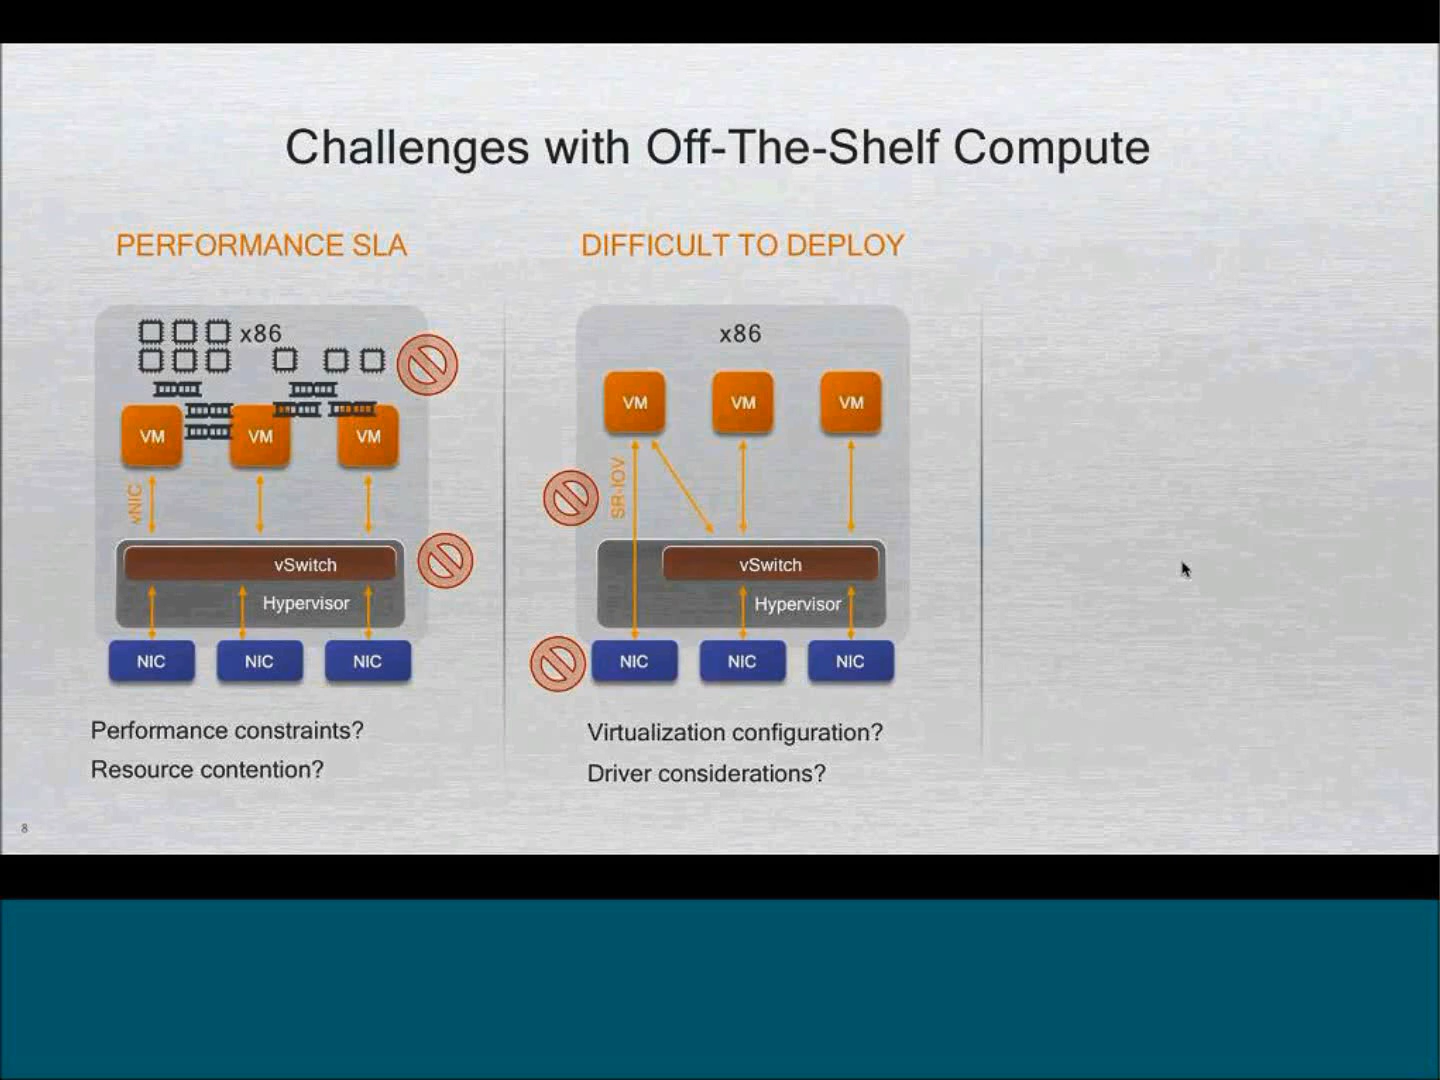 Challenges with Off-The-Shelf Compute
PERFORMANCE SLA
x86
VM VM VM
vNIC
vSwitch
Hypervisor
NIC NIC NIC
Performance constraints?
Resource contention?
DIFFICULT TO DEPLOY
x86
VM VM VM
SR-IOV
vSwitch
Hypervisor
NIC NIC NIC
Virtualization configuration?
Driver considerations?
8